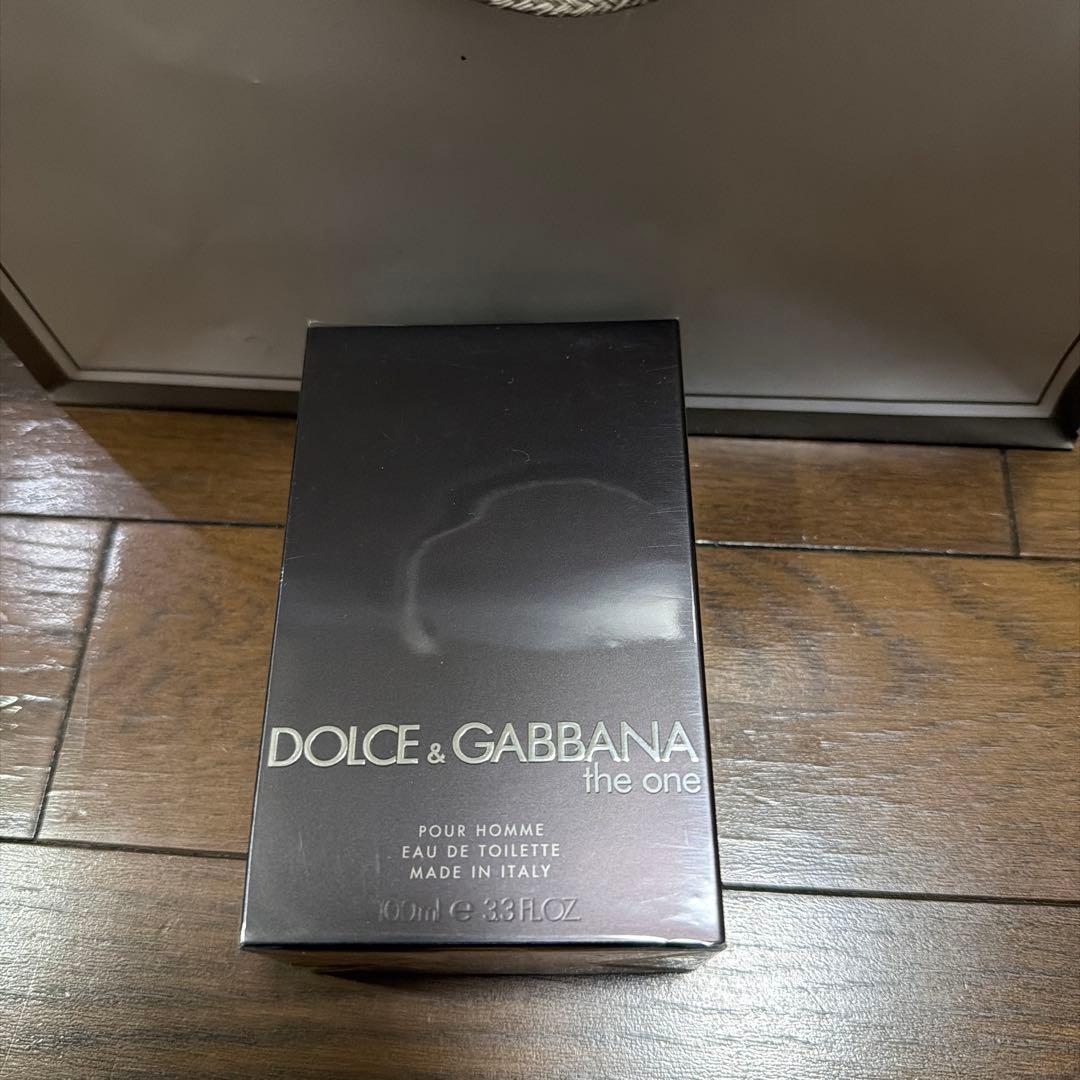 DOLCE & GABBANA
the one
POUR HOMME
EAU DE TOILETTE
MADE IN ITALY
100ml e 3.3 FL.OZ